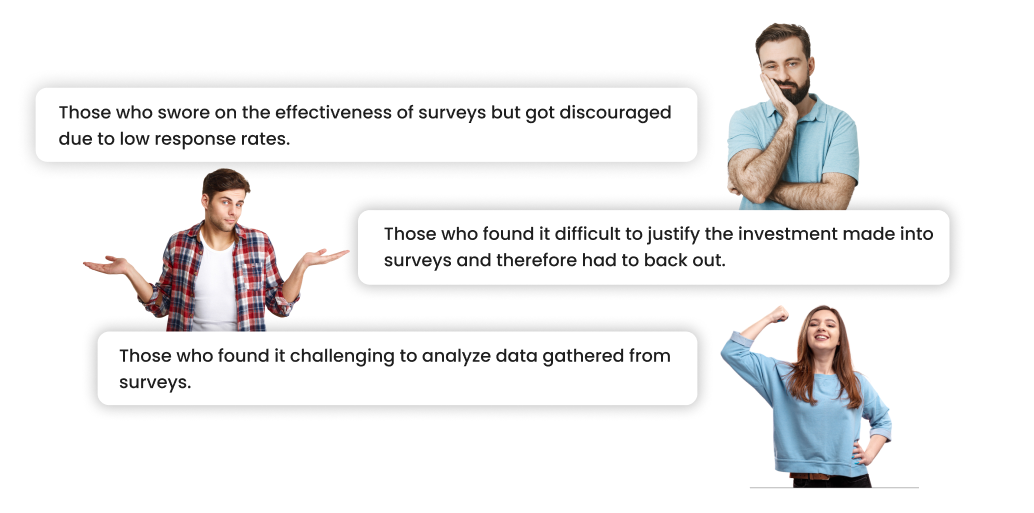 Those who swore on the effectiveness of surveys but got discouraged
due to low response rates.
Those who found it difficult to justify the investment made into
surveys and therefore had to back out.
Those who found it challenging to analyze data gathered from
surveys.